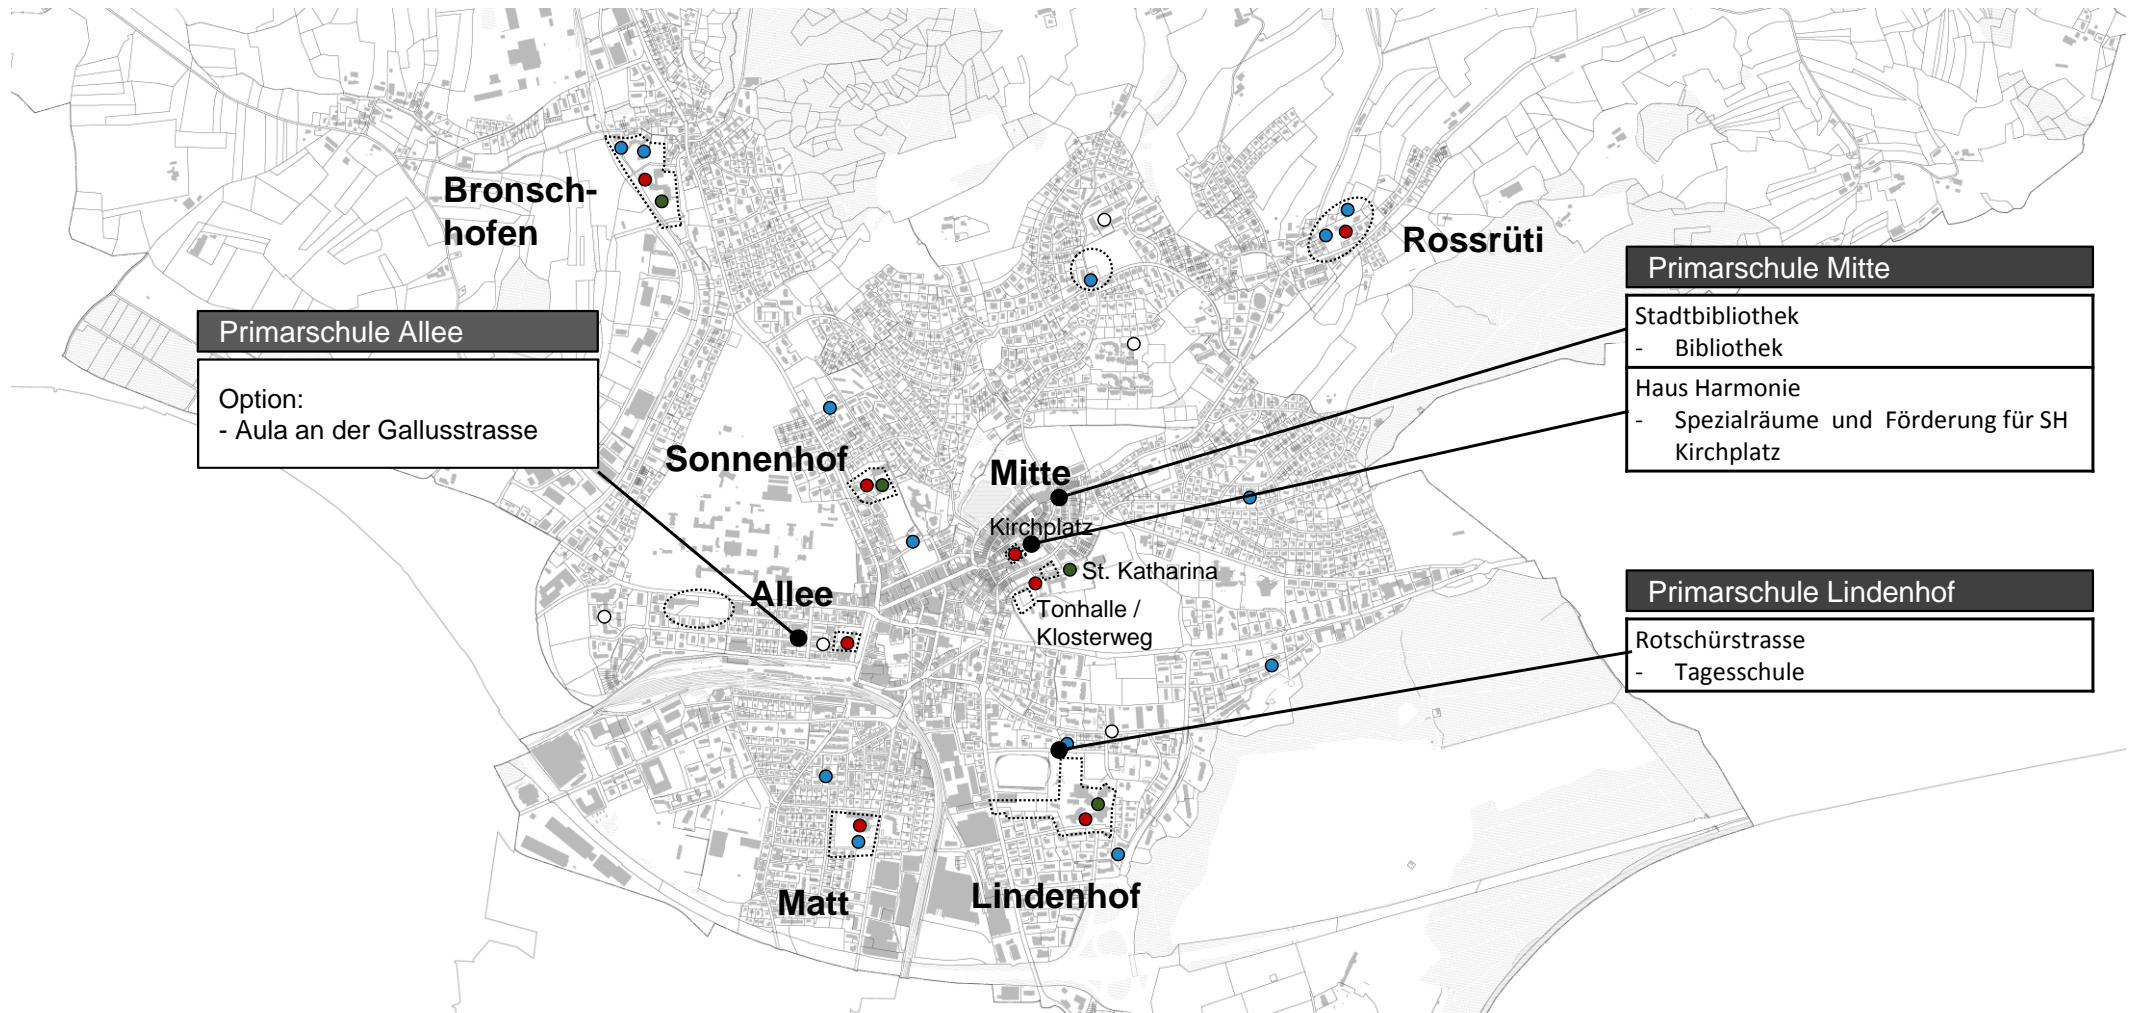 Bronsch-
hofen
Rossrüti
Primarschule Mitte
Stadtbibliothek
- Bibliothek
Haus Harmonie
- Spezialräume und Förderung für SH
Kirchplatz
Primarschule Allee
Option:
- Aula an der Gallusstrasse
Sonnenhof
Mitte
Kirchplatz
St. Katharina
Allee
Tonhalle /
Klosterweg
Primarschule Lindenhof
Rotschürstrasse
- Tagesschule
Matt
Lindenhof